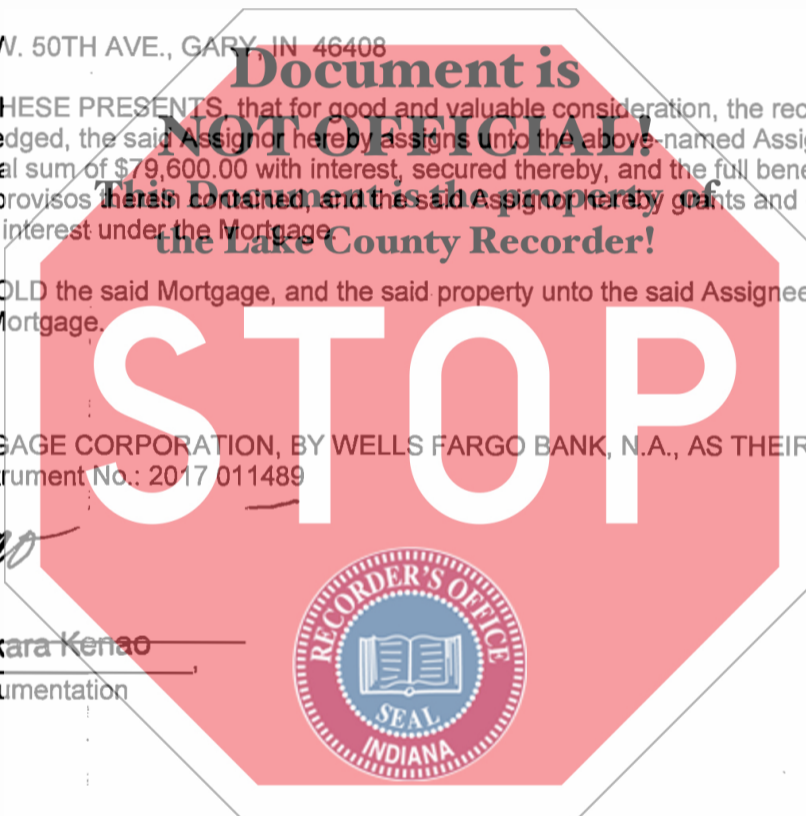 W. 50TH AVE., GARY, IN 46408
Document is
HESE PRESENTS, that for good and valuable consideration, the rec
NOT OFFICIAL!
edged, the said Assignor hereby assigns unto the above-named Assig
al sum of $79,600.00 with interest, secured thereby, and the full bene
This Document is the property of
rovisos therein contained, and the said Assignor hereby grants and
interest under the Mortgage.
the Lake County Recorder!
OLD the said Mortgage, and the said property unto the said Assignee
Mortgage.
STOP
GAGE CORPORATION, BY WELLS FARGO BANK, N.A., AS THEIR
rument No.: 2017 011489
RECORDER'S OFFICE
SEAL
INDIANA
kara Kenao
umentation